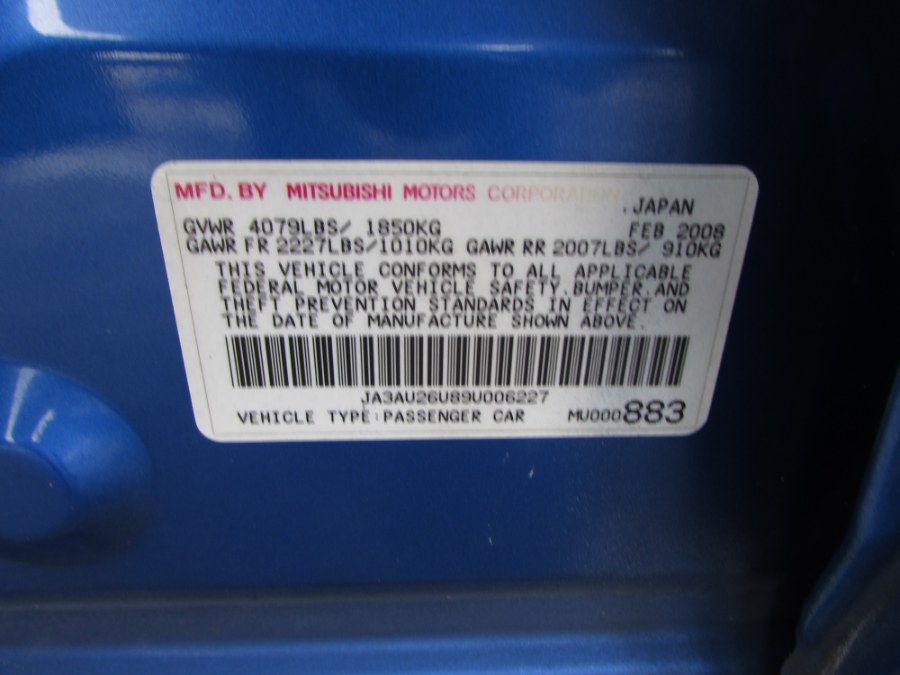 MFD. BY MITSUBISHI MOTORS CORPORATION
, JAPAN
GVWR 4079LBS/ 1850KG FEB 2008
GAWR FR 2227LBS/1010KG GAWR RR 2007LBS/ 910KG
THIS VEHICLE CONFORMS TO ALL APPLICABLE
FEDERAL MOTOR VEHICLE SAFETY, BUMPER, AND
THEFT PREVENTION STANDARDS IN EFFECT ON
THE DATE OF MANUFACTURE SHOWN ABOVE.
JA3AU26U89U006227
VEHICLE TYPE:PASSENGER CAR MU000883